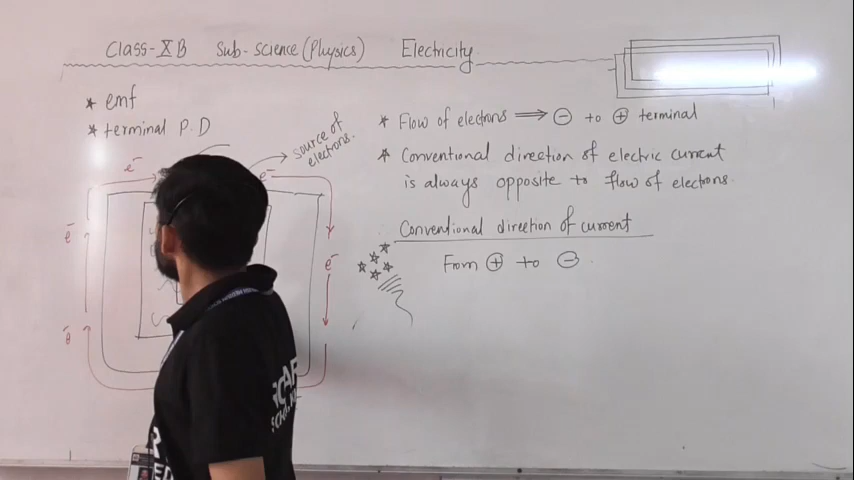 Class-XB Sub-science (Physics) Electricity
* emf
* terminal P.D
source of
electrons.
e⁻
e⁻
e⁻
e⁻
e⁻
* Flow of electrons ⟹ ⊖ to ⊕ terminal
* Conventional direction of electric current
is always opposite to flow of electrons.
Conventional direction of current
From ⊕ to ⊖.